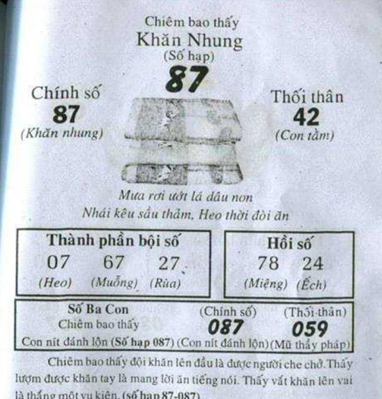 Chiêm bao thấy
Khăn Nhung
(Số hạp)
87
Chính số
87
(Khăn nhung)
Thối thân
42
(Con tằm)
Mưa rơi ướt lá dâu non
Nhái kêu sầu thảm, Heo thời đòi ăn
Thành phần bội số
07 67 27
(Heo) (Muỗng) (Rùa)
Hồi số
78 24
(Miệng) (Ếch)
Số Ba Con (Chính số) (Thối thân)
Chiêm bao thấy 087 059
Con nít đánh lộn (Số hạp 087) (Con nít đánh lộn) (Mũ thầy pháp)
Chiêm bao thấy đội khăn lên đầu là được người che chở. Thấy
lượm được khăn tay là mang lời ăn tiếng nói. Thấy vắt khăn lên vai
là thắng một vụ kiện. (số hạp 87-087)